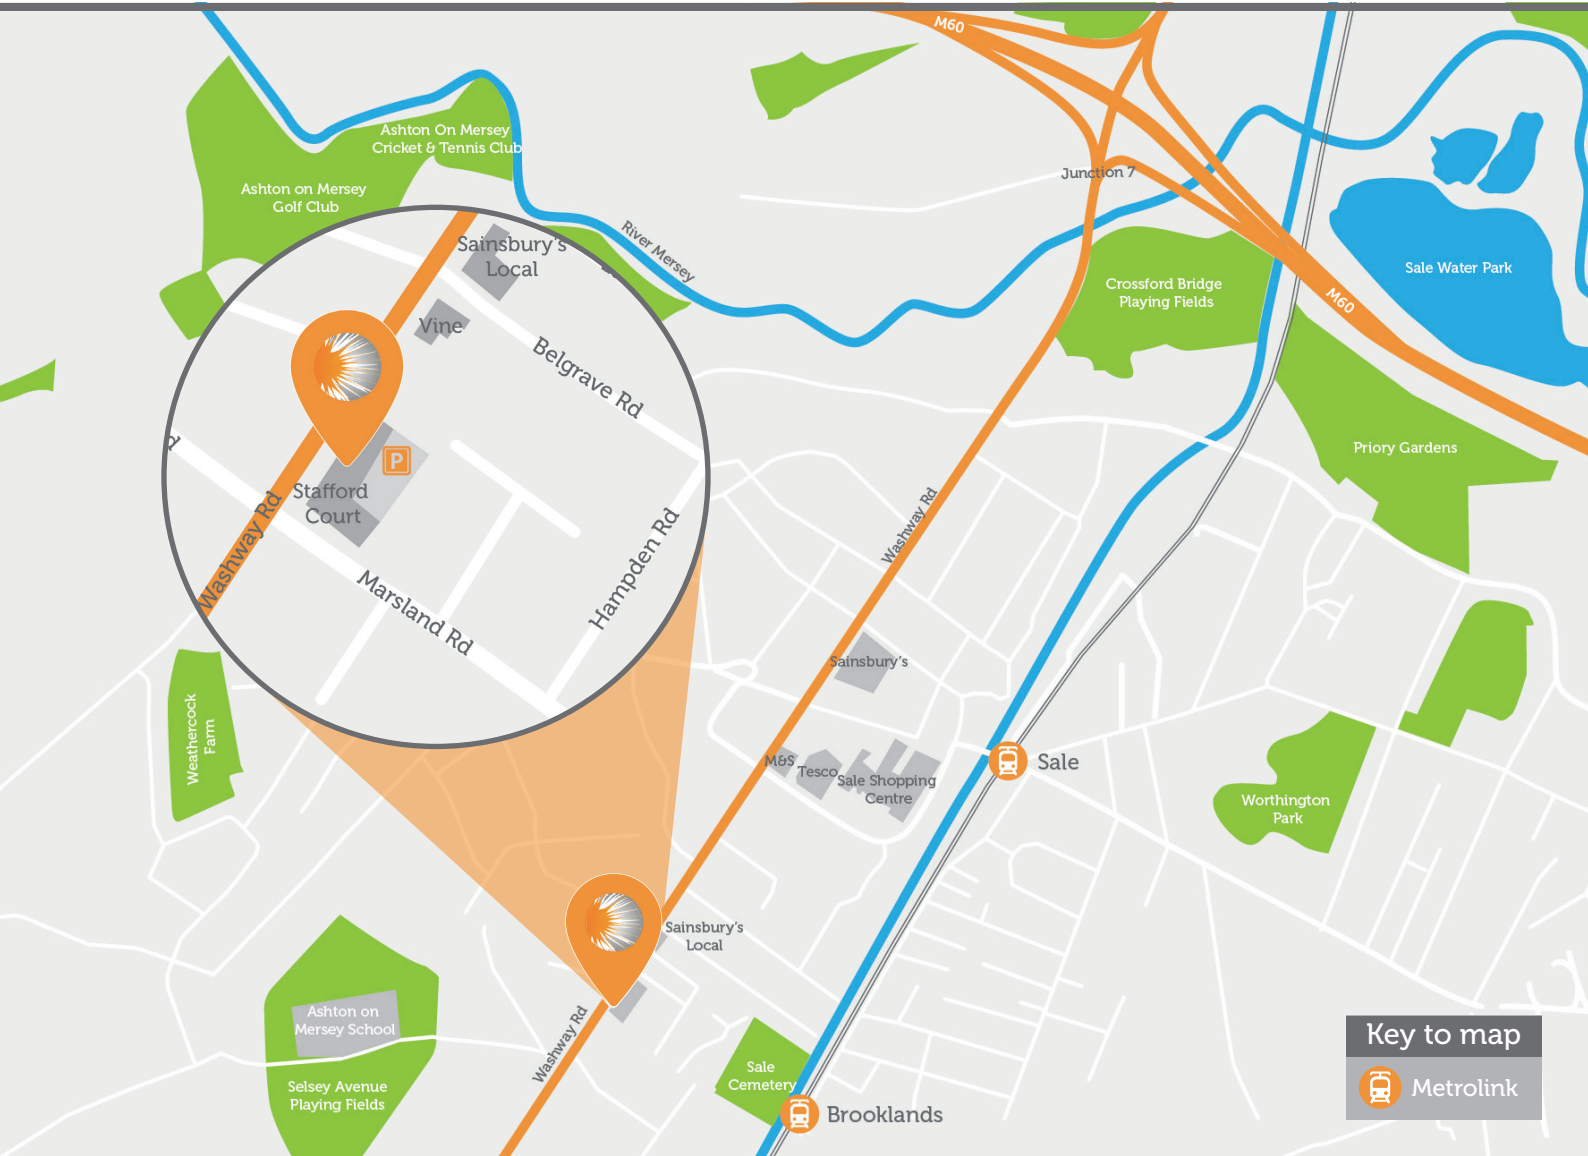 M60
Ashton On Mersey
Cricket & Tennis Club
Junction 7
Ashton on Mersey
Golf Club
River Mersey
Sainsbury's
Local
Sale Water Park
Crossford Bridge
Playing Fields
M60
Vine
Belgrave Rd
d
P
Priory Gardens
Stafford
Court
Washway Rd
Washway Rd
Hampden Rd
Marsland Rd
Sainsbury's
Weathercock
Farm
M&S
Tesco
Sale Shopping
Centre
Sale
Worthington
Park
Sainsbury's
Local
Ashton on
Mersey School
Washway Rd
Key to map
Metrolink
Sale
Cemetery
Selsey Avenue
Playing Fields
Brooklands